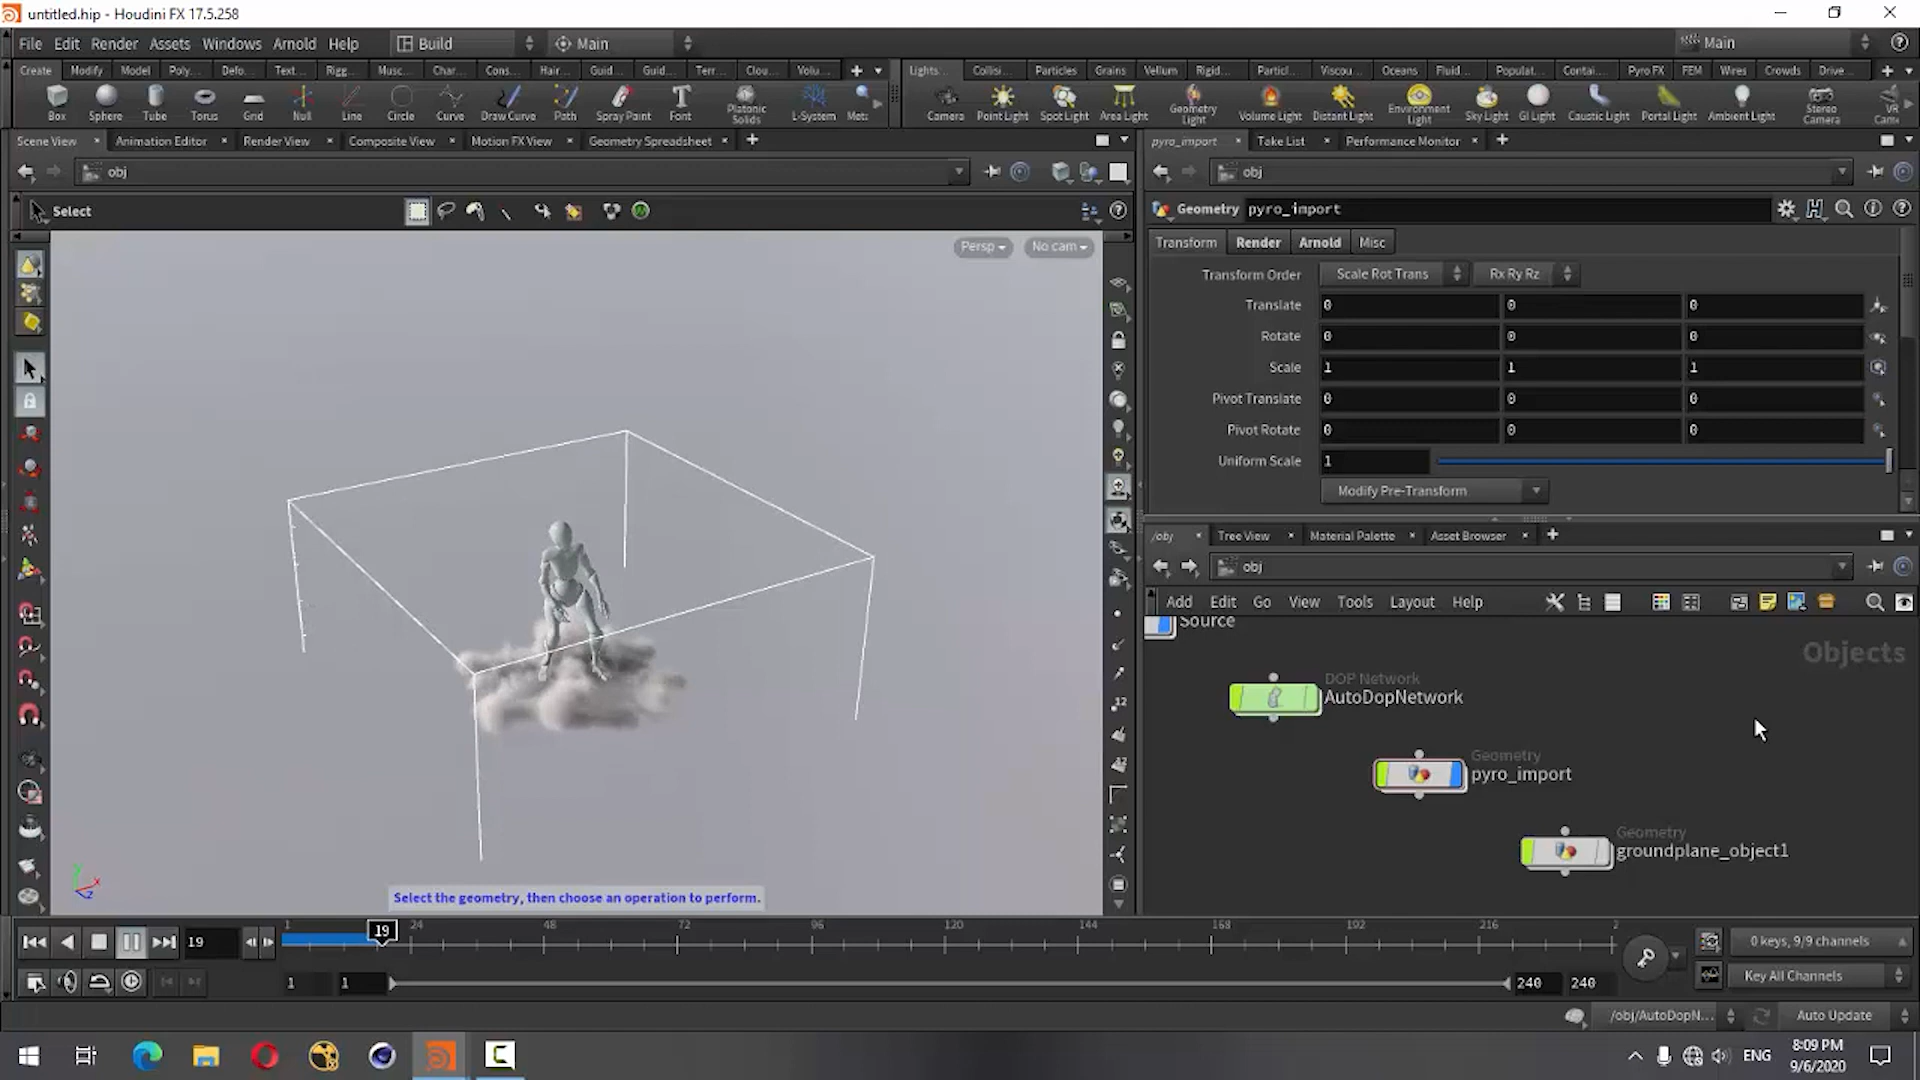 untitled.hip - Houdini FX 17.5.258
File Edit Render Assets Windows Arnold Help Build Main Main
Create Modify Model Poly... Defo... Text... Rigg... Musc... Char... Cons... Hair... Guid... Guid... Terr... Clou... Volu...
Lights... Collisi... Particles Grains Vellum Rigid... Particl... Viscou... Oceans Fluid... Populat... Contai... Pyro FX FEM Wires Crowds Drive...
Box Sphere Tube Torus Grid Null Line Circle Curve Draw Curve Path Spray Paint Font Platonic Solids L-System Met:
Camera Point Light Spot Light Area Light Geometry Light Volume Light Distant Light Environment Light Sky Light GI Light Caustic Light Portal Light Ambient Light Stereo Camera VR Cam
Scene View Animation Editor Render View Composite View Motion FX View Geometry Spreadsheet
pyro_import Take List Performance Monitor
obj
obj
Select
Geometry pyro_import
Persp No cam
Transform Render Arnold Misc
Transform Order Scale Rot Trans Rx Ry Rz
Translate 0 0 0
Rotate 0 0 0
Scale 1 1 1
Pivot Translate 0 0 0
Pivot Rotate 0 0 0
Uniform Scale 1
Modify Pre-Transform
/obj Tree View Material Palette Asset Browser
obj
Add Edit Go View Tools Layout Help
Source
Objects
DOP Network
AutoDopNetwork
Geometry
pyro_import
Geometry
groundplane_object1
Select the geometry, then choose an operation to perform.
19
1 24 48 72 96 120 144 168 192 216 2
19
0 keys, 9/9 channels
1 1 240 240
Key All Channels
/obj/AutoDopN... Auto Update
ENG
8:09 PM
9/6/2020